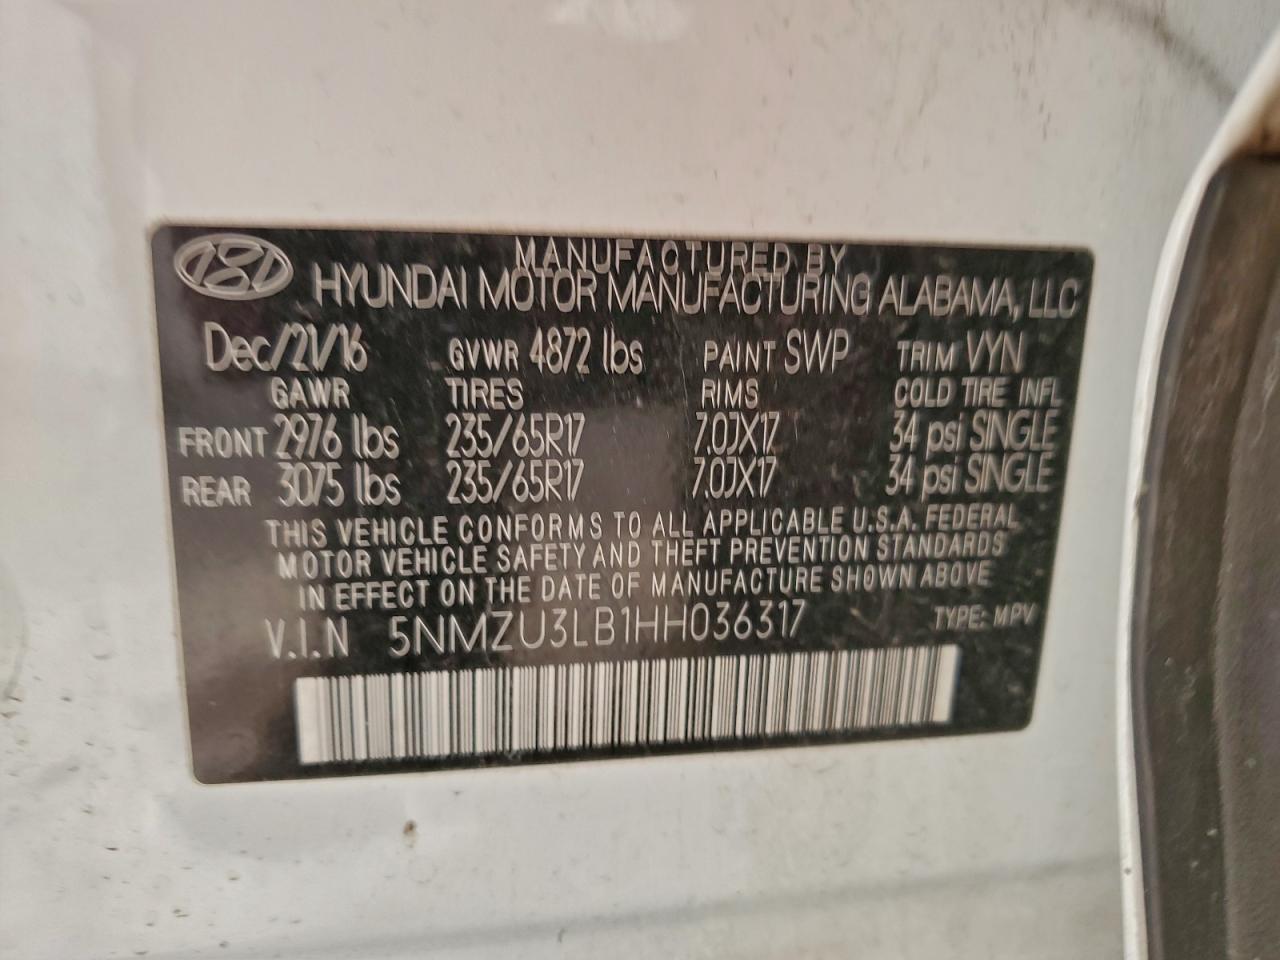 MANUFACTURED BY
HYUNDAI MOTOR MANUFACTURING ALABAMA, LLC
Dec/21/16 GVWR 4872 lbs PAINT SWP TRIM VYN
GAWR TIRES RIMS COLD TIRE INFL
FRONT 2976 lbs 235/65R17 7.0JX17 34 psi SINGLE
REAR 3075 lbs 235/65R17 7.0JX17 34 psi SINGLE
THIS VEHICLE CONFORMS TO ALL APPLICABLE U.S.A. FEDERAL
MOTOR VEHICLE SAFETY AND THEFT PREVENTION STANDARDS
IN EFFECT ON THE DATE OF MANUFACTURE SHOWN ABOVE
V.I.N 5NMZU3LB1HH036317 TYPE: MPV